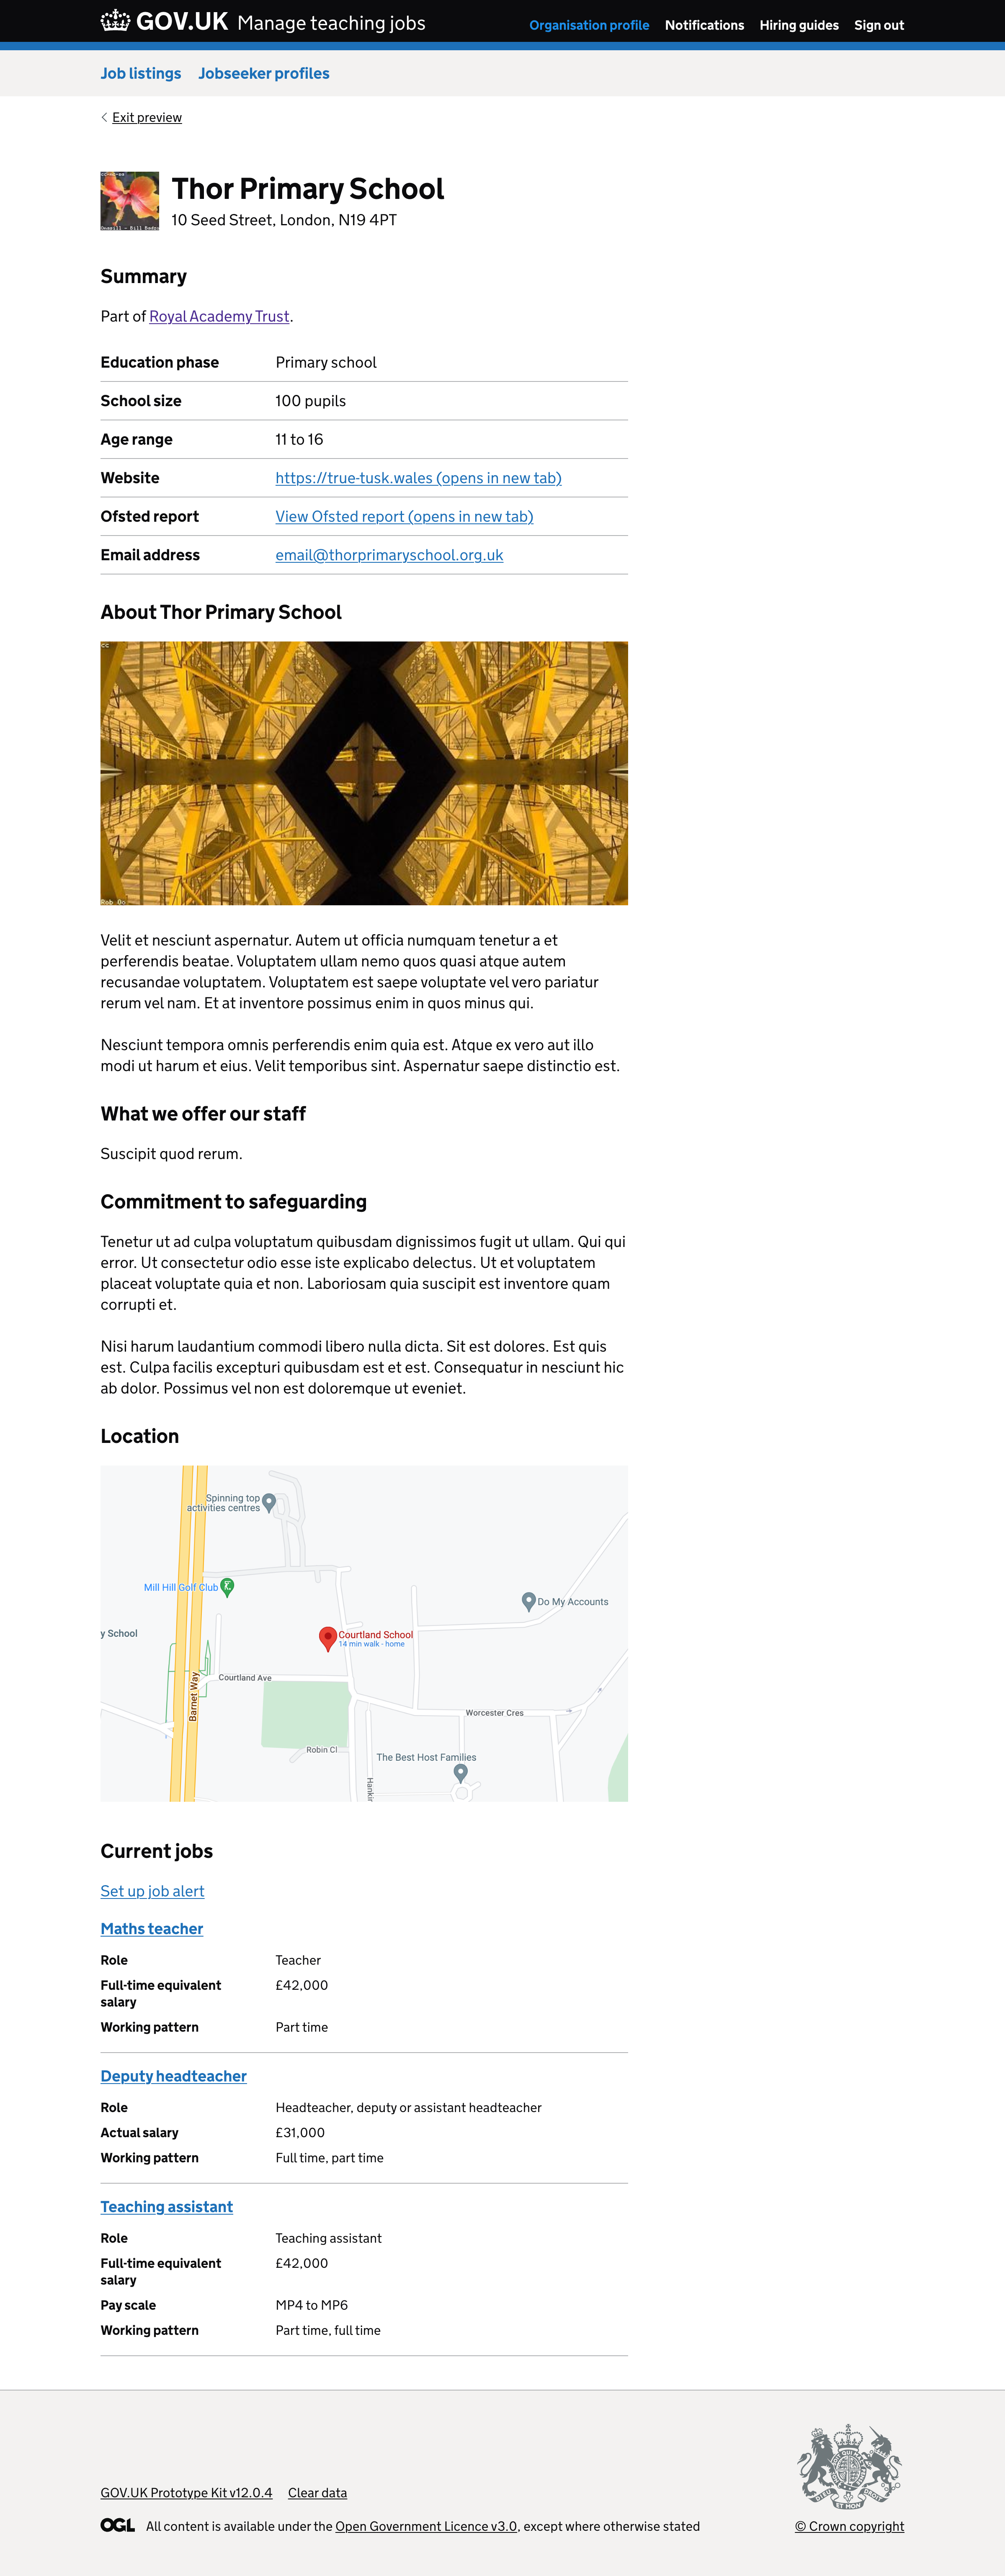 GOV.UK Manage teaching jobs
Organisation profile Notifications Hiring guides Sign out
Job listings Jobseeker profiles
Exit preview
Thor Primary School
10 Seed Street, London, N19 4PT
Summary
Part of Royal Academy Trust.
Education phase Primary school
School size 100 pupils
Age range 11 to 16
Website https://true-tusk.wales (opens in new tab)
Ofsted report View Ofsted report (opens in new tab)
Email address email@thorprimaryschool.org.uk
About Thor Primary School
cc
Velit et nesciunt aspernatur. Autem ut officia numquam tenetur a et
perferendis beatae. Voluptatem ullam nemo quos quasi atque autem
recusandae voluptatem. Voluptatem est saepe voluptate vel vero pariatur
rerum vel nam. Et at inventore possimus enim in quos minus qui.
Nesciunt tempora omnis perferendis enim quia est. Atque ex vero aut illo
modi ut harum et eius. Velit temporibus sint. Aspernatur saepe distinctio est.
What we offer our staff
Suscipit quod rerum.
Commitment to safeguarding
Tenetur ut ad culpa voluptatum quibusdam dignissimos fugit ut ullam. Qui qui
error. Ut consectetur odio esse iste explicabo delectus. Ut et voluptatem
placeat voluptate quia et non. Laboriosam quia suscipit est inventore quam
corrupti et.
Nisi harum laudantium commodi libero nulla dicta. Sit est dolores. Est quis
est. Culpa facilis excepturi quibusdam est et est. Consequatur in nesciunt hic
ab dolor. Possimus vel non est doloremque ut eveniet.
Location
Spinning top
activities centres
Mill Hill Golf Club
Do My Accounts
y School
Courtland School
14 min walk - home
Courtland Ave
Barnet Way
Worcester Cres
Robin Cl
The Best Host Families
Current jobs
Set up job alert
Maths teacher
Role Teacher
Full-time equivalent £42,000
salary
Working pattern Part time
Deputy headteacher
Role Headteacher, deputy or assistant headteacher
Actual salary £31,000
Working pattern Full time, part time
Teaching assistant
Role Teaching assistant
Full-time equivalent £42,000
salary
Pay scale MP4 to MP6
Working pattern Part time, full time
GOV.UK Prototype Kit v12.0.4 Clear data
OGL All content is available under the Open Government Licence v3.0, except where otherwise stated
© Crown copyright